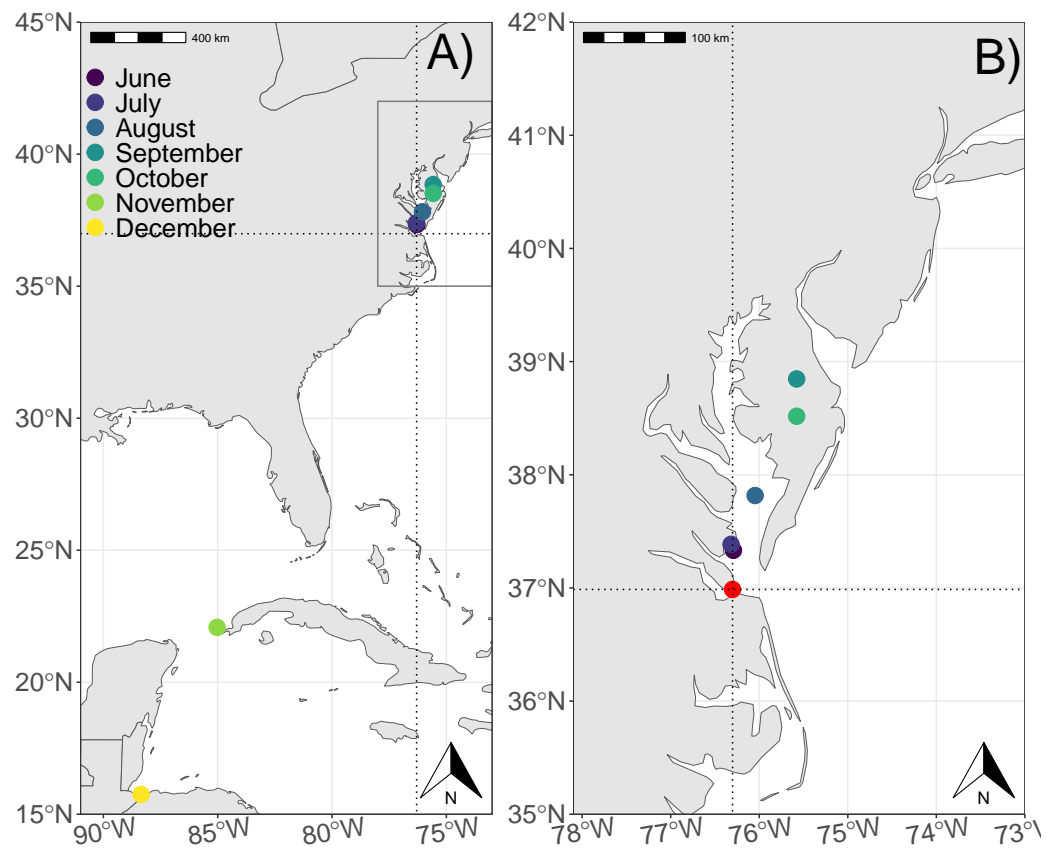 45°N
40°N
35°N
30°N
25°N
20°N
15°N
400 km
A)
June
July
August
September
October
November
December
N
90°W
85°W
80°W
75°W
42°N
41°N
40°N
39°N
38°N
37°N
36°N
35°N
100 km
B)
N
78°W
77°W
76°W
75°W
74°W
73°W